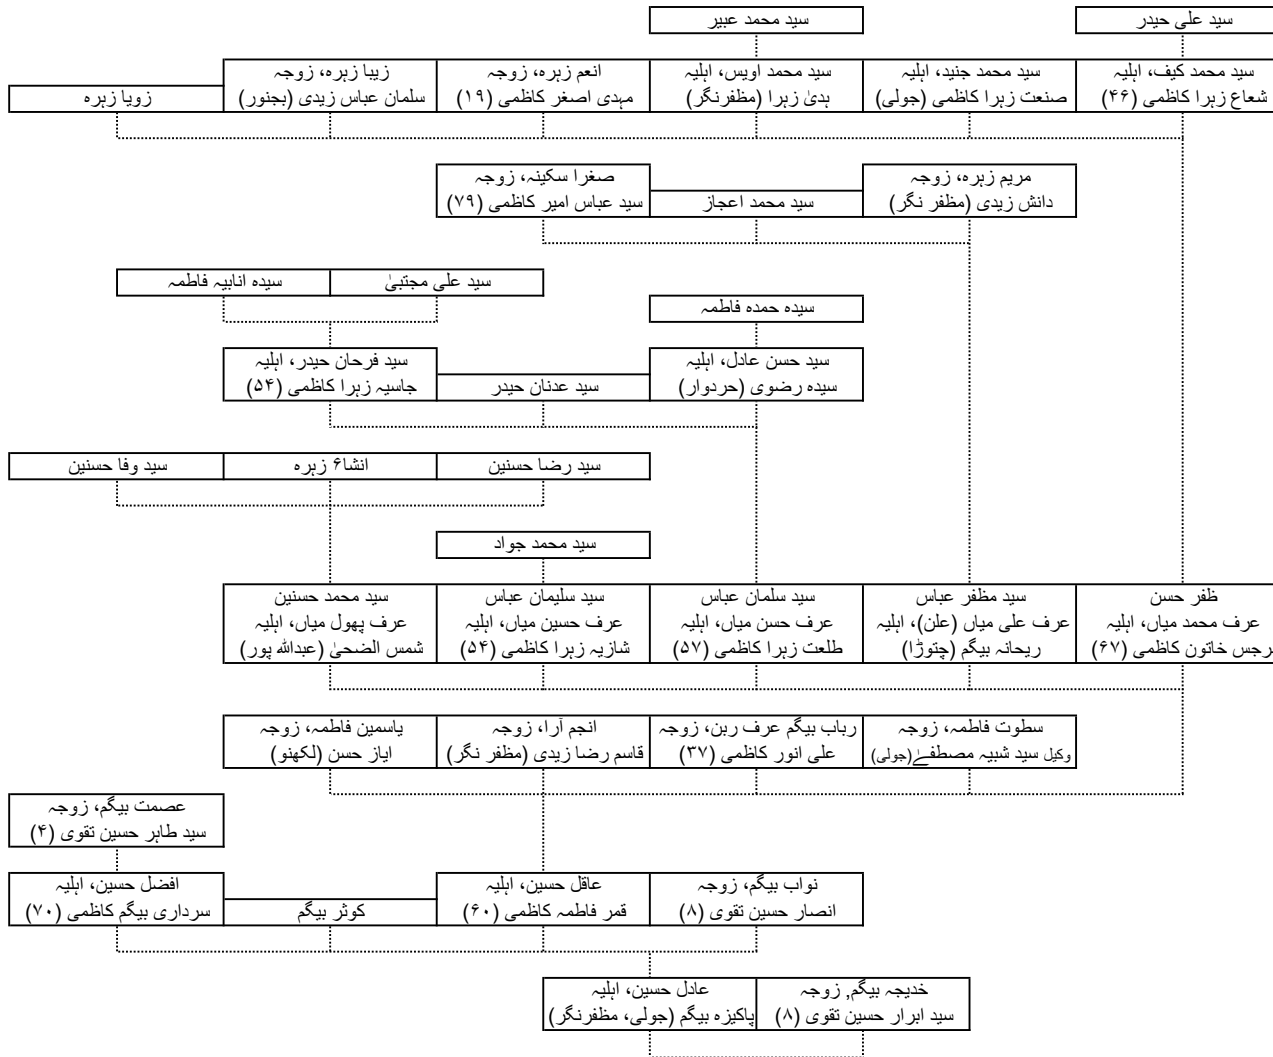 سید علی حیدر
سید محمد عبیر
سید محمد کیف، اہلیہ
شعاع زہرا کاظمی (۴۶)
سید محمد جنید، اہلیہ
صنعت زہرا کاظمی (جولی)
سید محمد اویس، اہلیہ
ہدیٰ زہرا (مظفرنگر)
انعم زہرہ، زوجہ
مہدی اصغر کاظمی (۱۹)
زیبا زہرہ، زوجہ
سلمان عباس زیدی (بجنور)
زویا زہرہ
مریم زہرہ، زوجہ
دانش زیدی (مظفر نگر)
سید محمد اعجاز
صغرا سکینہ، زوجہ
سید عباس امیر کاظمی (۷۹)
سید علی مجتبیٰ
سیدہ انابیہ فاطمہ
سیدہ حمدہ فاطمہ
سید حسن عادل، اہلیہ
سیدہ رضوی (حردوار)
سید عدنان حیدر
سید فرحان حیدر، اہلیہ
جاسیہ زہرا کاظمی (۵۴)
سید رضا حسنین
انشاء زہرہ
سید وفا حسنین
سید محمد جواد
ظفر حسن
عرف محمد میاں، اہلیہ
نرجس خاتون کاظمی (۶۷)
سید مظفر عباس
عرف علی میاں (علن)، اہلیہ
ریحانہ بیگم (چتوڑا)
سید سلمان عباس
عرف حسن میاں، اہلیہ
طلعت زہرا کاظمی (۵۷)
سید سلیمان عباس
عرف حسین میاں، اہلیہ
شازیہ زہرا کاظمی (۵۴)
سید محمد حسنین
عرف پھول میاں، اہلیہ
شمس الضحیٰ (عبداللہ پور)
سطوت فاطمہ، زوجہ
وکیل سید شبیہ مصطفےٰ (جولی)
رباب بیگم عرف ربن، زوجہ
علی انور کاظمی (۳۷)
انجم آرا، زوجہ
قاسم رضا زیدی (مظفر نگر)
یاسمین فاطمہ، زوجہ
ایاز حسن (لکھنو)
عصمت بیگم، زوجہ
سید طاہر حسین تقوی (۴)
نواب بیگم، زوجہ
انصار حسین تقوی (۸)
عاقل حسین، اہلیہ
قمر فاطمہ کاظمی (۶۰)
کوثر بیگم
افضل حسین، اہلیہ
سرداری بیگم کاظمی (۷۰)
خدیجہ بیگم, زوجہ
سید ابرار حسین تقوی (۸)
عادل حسین، اہلیہ
پاکیزہ بیگم (جولی، مظفرنگر)